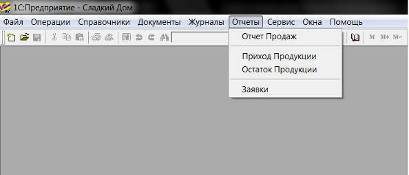 1С:Предприятие - Сладкий Дом
Файл Операции Справочники Документы Журналы Отчеты Сервис Окна Помощь
M M+ M-
Отчет Продаж
Приход Продукции
Остаток Продукции
Заявки